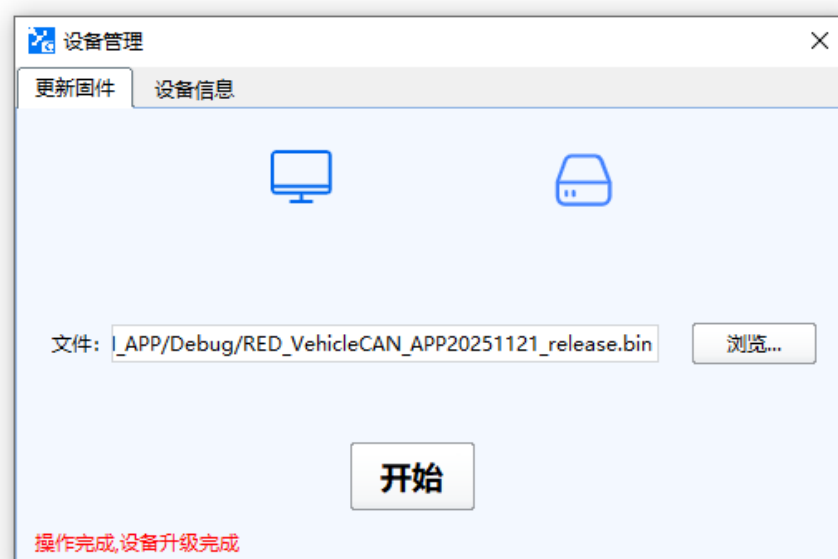 设备管理
更新固件 设备信息
文件: I_APP/Debug/RED_VehicleCAN_APP20251121_release.bin 浏览...
开始
操作完成,设备升级完成